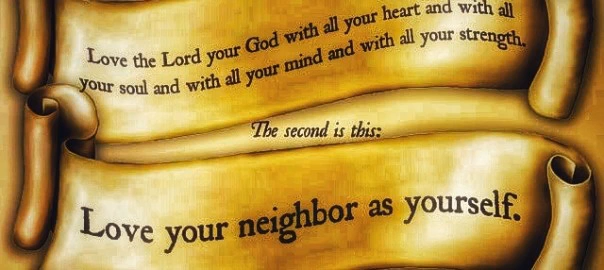 Love the Lord your God with all your heart and with all
your soul and with all your mind and with all your strength.
The second is this:
Love your neighbor as yourself.